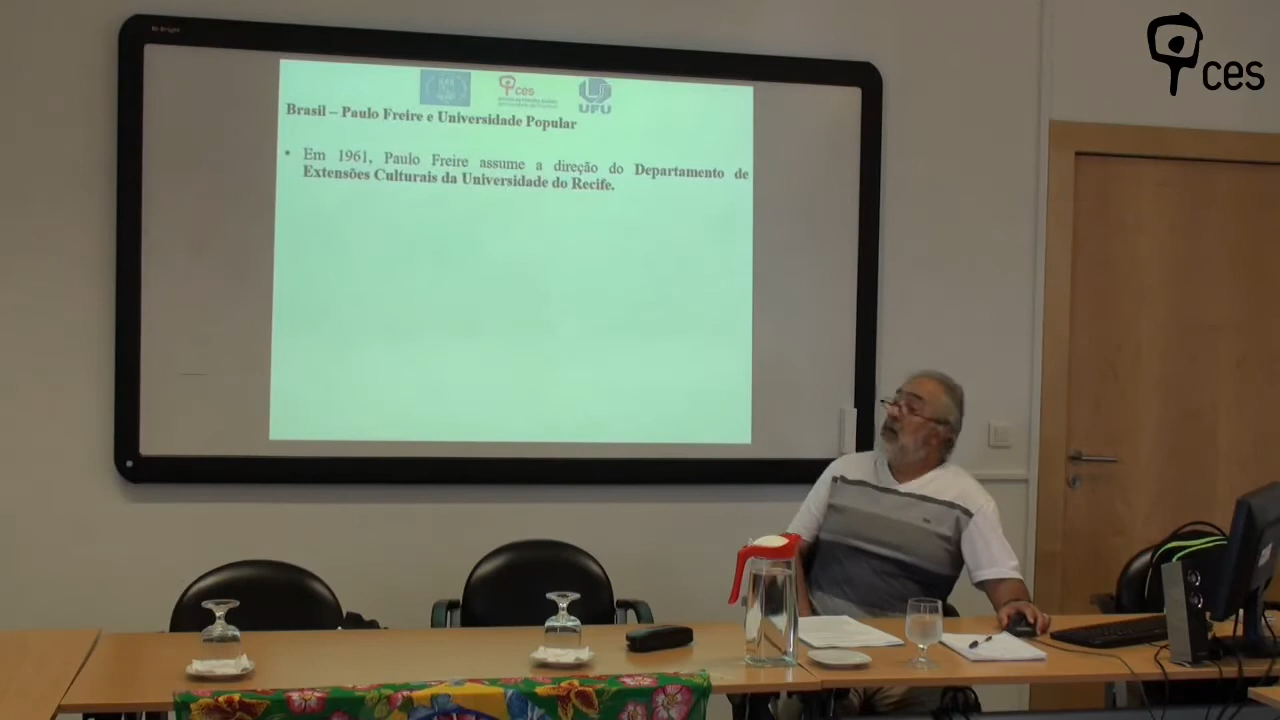 ces
ces
UFU
Brasil – Paulo Freire e Universidade Popular
• Em 1961, Paulo Freire assume a direção do Departamento de
Extensões Culturais da Universidade do Recife.